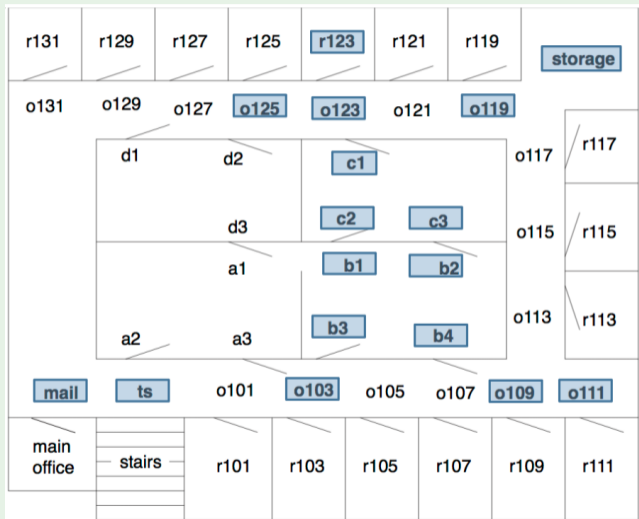 r131 r129 r127 r125 r123 r121 r119
storage
o131 o129 o127 o125 o123 o121 o119
d1 d2 c1 o117 r117
d3 c2 c3 o115 r115
a1 b1 b2
a2 a3 b3 b4 o113 r113
mail ts o101 o103 o105 o107 o109 o111
main
office
stairs r101 r103 r105 r107 r109 r111